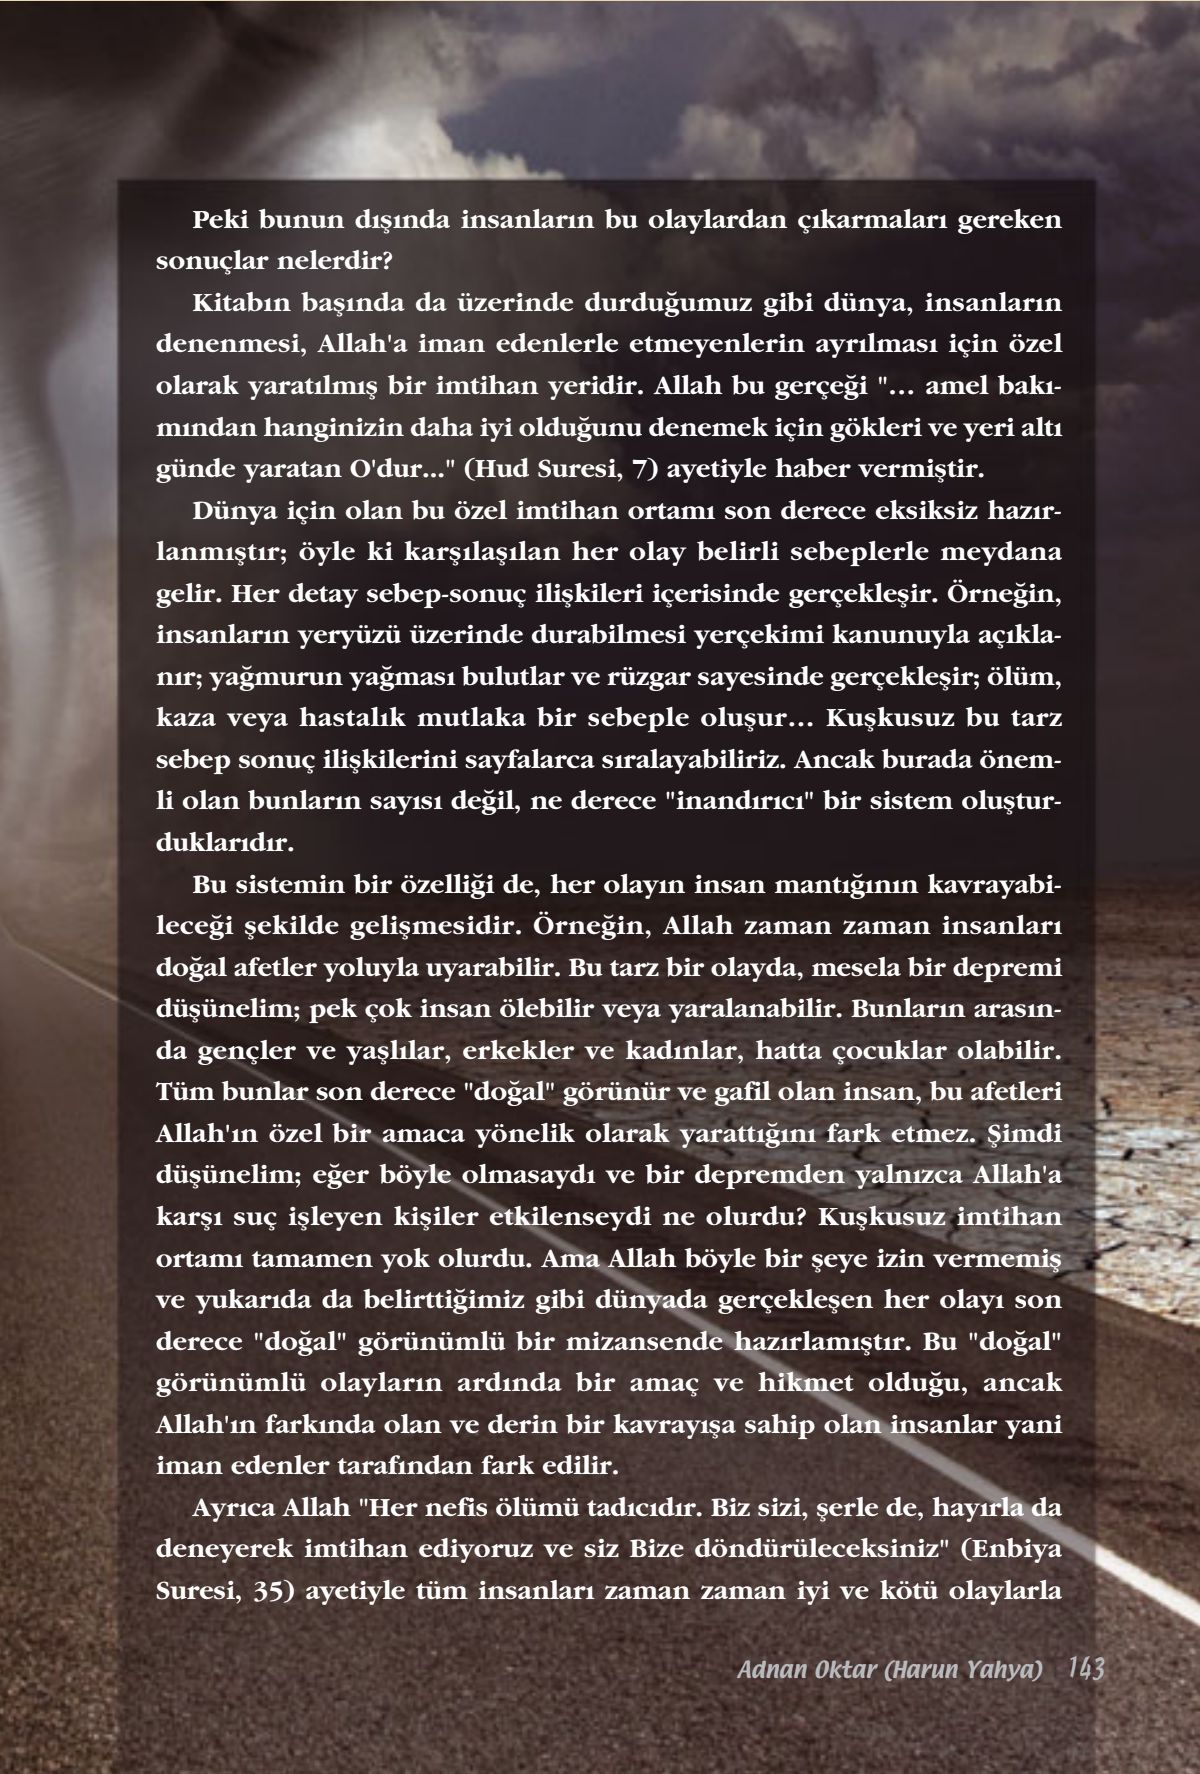 Peki bunun dışında insanların bu olaylardan çıkarmaları gereken
sonuçlar nelerdir?
Kitabın başında da üzerinde durduğumuz gibi dünya, insanların
denenmesi, Allah'a iman edenlerle etmeyenlerin ayrılması için özel
olarak yaratılmış bir imtihan yeridir. Allah bu gerçeği "... amel bakı-
mından hanginizin daha iyi olduğunu denemek için gökleri ve yeri altı
günde yaratan O'dur..." (Hud Suresi, 7) ayetiyle haber vermiştir.
Dünya için olan bu özel imtihan ortamı son derece eksiksiz hazır-
lanmıştır; öyle ki karşılaşılan her olay belirli sebeplerle meydana
gelir. Her detay sebep-sonuç ilişkileri içerisinde gerçekleşir. Örneğin,
insanların yeryüzü üzerinde durabilmesi yerçekimi kanunuyla açıkla-
nır; yağmurun yağması bulutlar ve rüzgar sayesinde gerçekleşir; ölüm,
kaza veya hastalık mutlaka bir sebeple oluşur... Kuşkusuz bu tarz
sebep sonuç ilişkilerini sayfalarca sıralayabiliriz. Ancak burada önem-
li olan bunların sayısı değil, ne derece "inandırıcı" bir sistem oluştur-
duklarıdır.
Bu sistemin bir özelliği de, her olayın insan mantığının kavrayabi-
leceği şekilde gelişmesidir. Örneğin, Allah zaman zaman insanları
doğal afetler yoluyla uyarabilir. Bu tarz bir olayda, mesela bir depremi
düşünelim; pek çok insan ölebilir veya yaralanabilir. Bunların arasın-
da gençler ve yaşlılar, erkekler ve kadınlar, hatta çocuklar olabilir.
Tüm bunlar son derece "doğal" görünür ve gafil olan insan, bu afetleri
Allah'ın özel bir amaca yönelik olarak yarattığını fark etmez. Şimdi
düşünelim; eğer böyle olmasaydı ve bir depremden yalnızca Allah'a
karşı suç işleyen kişiler etkilenseydi ne olurdu? Kuşkusuz imtihan
ortamı tamamen yok olurdu. Ama Allah böyle bir şeye izin vermemiş
ve yukarıda da belirttiğimiz gibi dünyada gerçekleşen her olayı son
derece "doğal" görünümlü bir mizansende hazırlamıştır. Bu "doğal"
görünümlü olayların ardında bir amaç ve hikmet olduğu, ancak
Allah'ın farkında olan ve derin bir kavrayışa sahip olan insanlar yani
iman edenler tarafından fark edilir.
Ayrıca Allah "Her nefis ölümü tadıcıdır. Biz sizi, şerle de, hayırla da
deneyerek imtihan ediyoruz ve siz Bize döndürüleceksiniz" (Enbiya
Suresi, 35) ayetiyle tüm insanları zaman zaman iyi ve kötü olaylarla
Adnan Oktar (Harun Yahya) 143